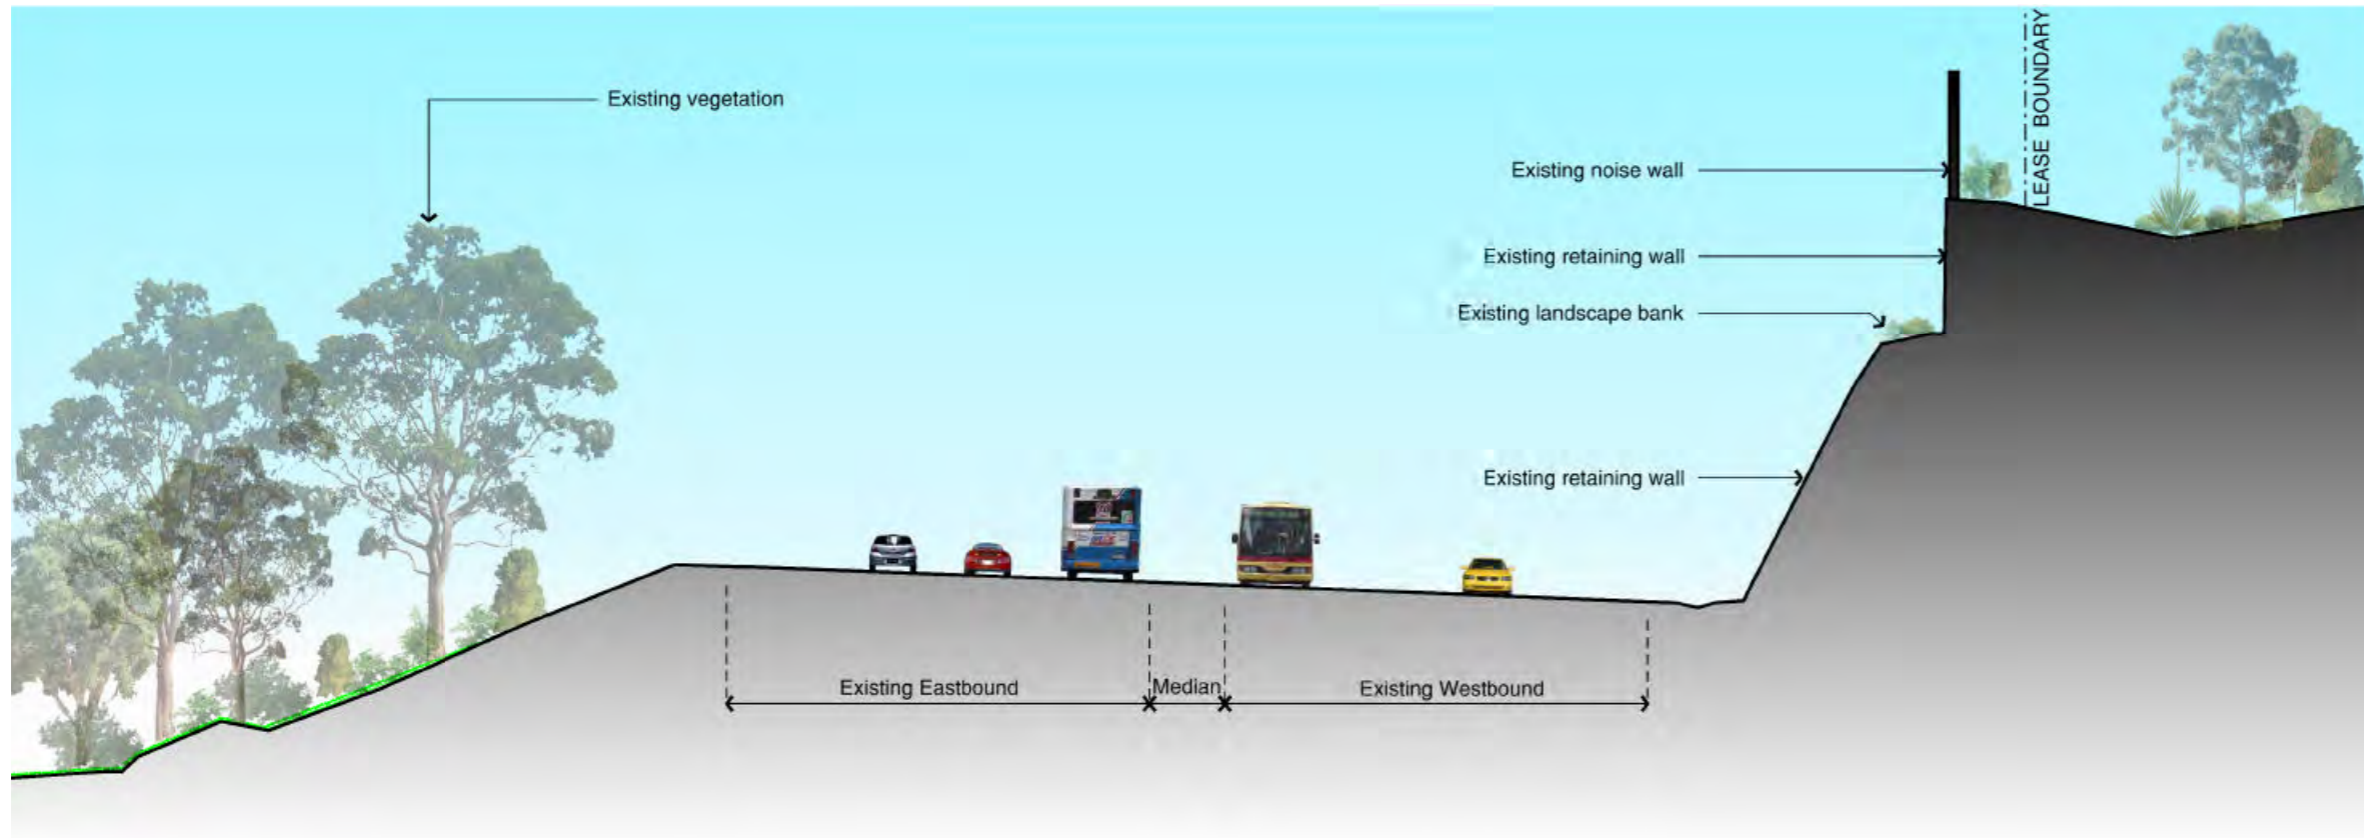 Existing vegetation
LEASE BOUNDARY
Existing noise wall
Existing retaining wall
Existing landscape bank
Existing retaining wall
Existing Eastbound
Median
Existing Westbound